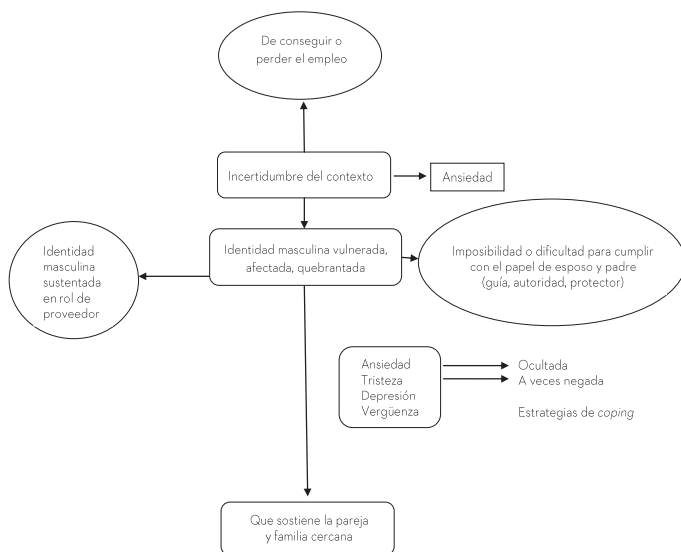 De conseguir o
perder el empleo
Incertidumbre del contexto
Ansiedad
Identidad
masculina
sustentada
en rol de
proveedor
Identidad masculina vulnerada,
afectada, quebrantada
Imposibilidad o dificultad para cumplir
con el papel de esposo y padre
(guía, autoridad, protector)
Ansiedad
Tristeza
Depresión
Vergüenza
Ocultada
A veces negada
Estrategias de coping
Que sostiene la pareja
y familia cercana